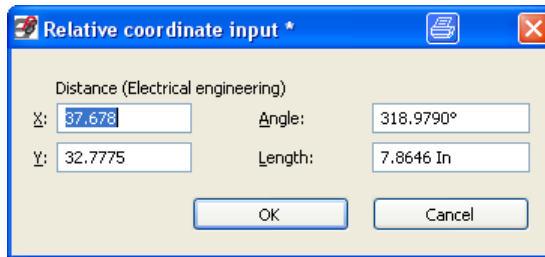 Relative coordinate input *
Distance (Electrical engineering)
X: 37.678 Angle: 318.9790°
Y: 32.7775 Length: 7.8646 In
OK Cancel